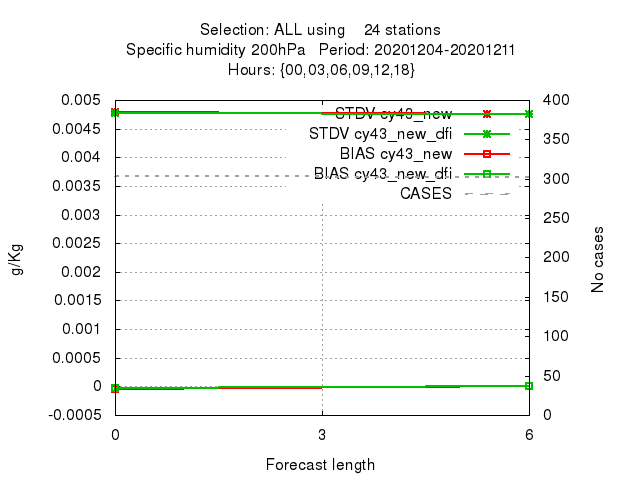 Selection: ALL using    24 stations
Specific humidity 200hPa   Period: 20201204-20201211
Hours: {00,03,06,09,12,18}
0.005
0.0045
0.004
0.0035
0.003
0.0025
0.002
0.0015
0.001
0.0005
0
-0.0005
g/Kg
STDV cy43_new
STDV cy43_new_dfi
BIAS cy43_new
BIAS cy43_new_dfi
CASES
400
350
300
250
200
150
100
50
0
No cases
0 3 6
Forecast length